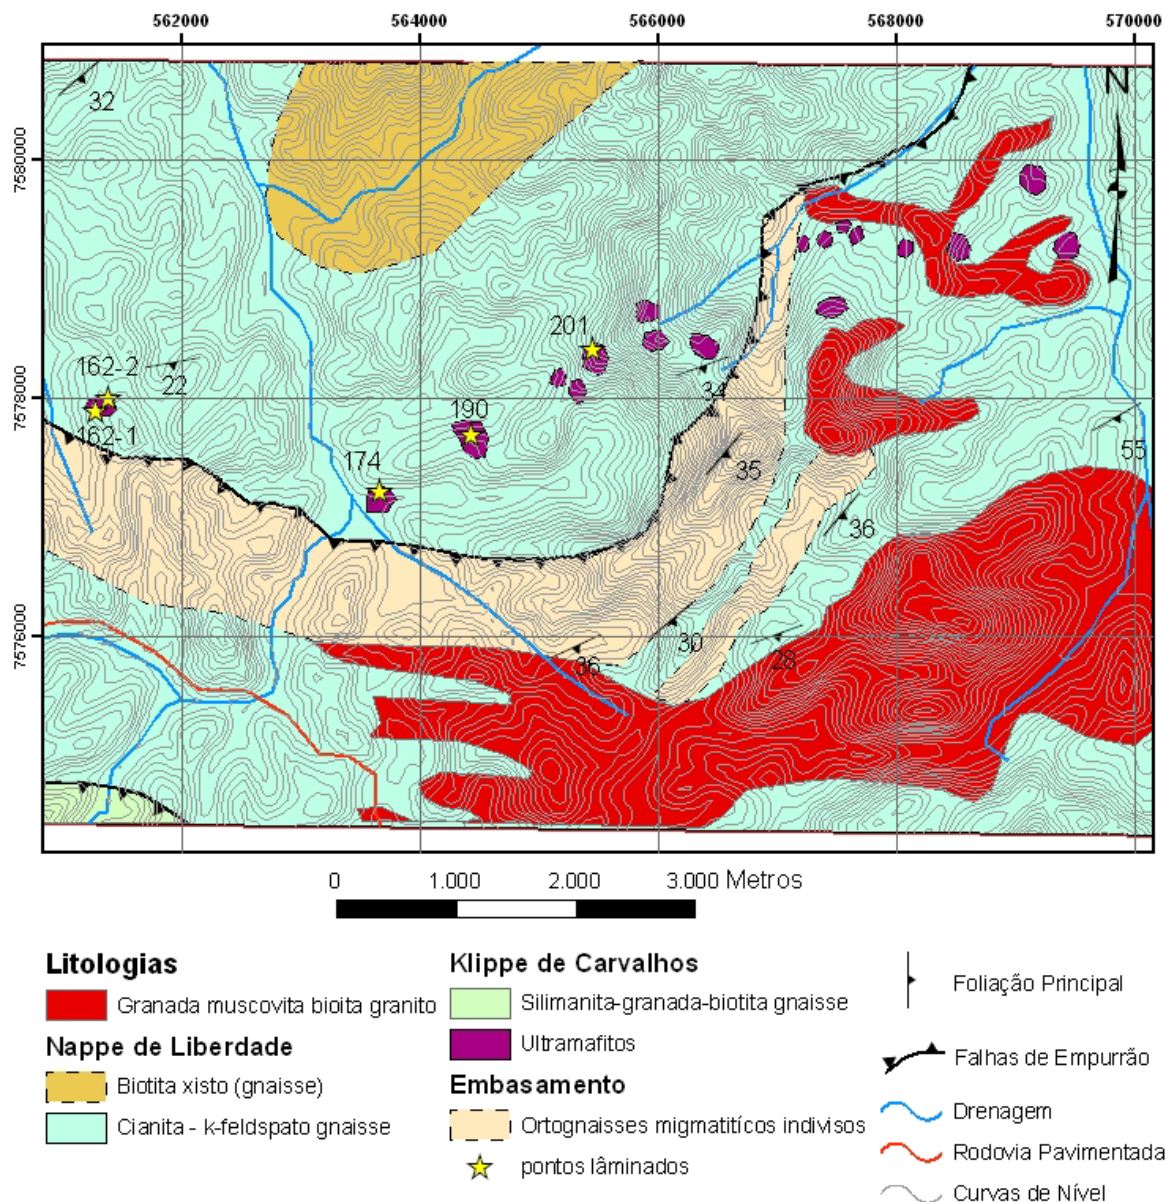 562000 564000 566000 568000 570000
N
32
7580000
201
162-2
22
34
7578000
190
162-1
55
174
35
36
7576000
30
36
28
0 1.000 2.000 3.000 Metros
Litologias
Granada muscovita bioita granito
Nappe de Liberdade
Biotita xisto (gnaisse)
Cianita - k-feldspato gnaisse
Klippe de Carvalhos
Silimanita-granada-biotita gnaisse
Ultramafitos
Embasamento
Ortognaisses migmatitícos indivisos
pontos lâminados
Foliação Principal
Falhas de Empurrão
Drenagem
Rodovia Pavimentada
Curvas de Nível